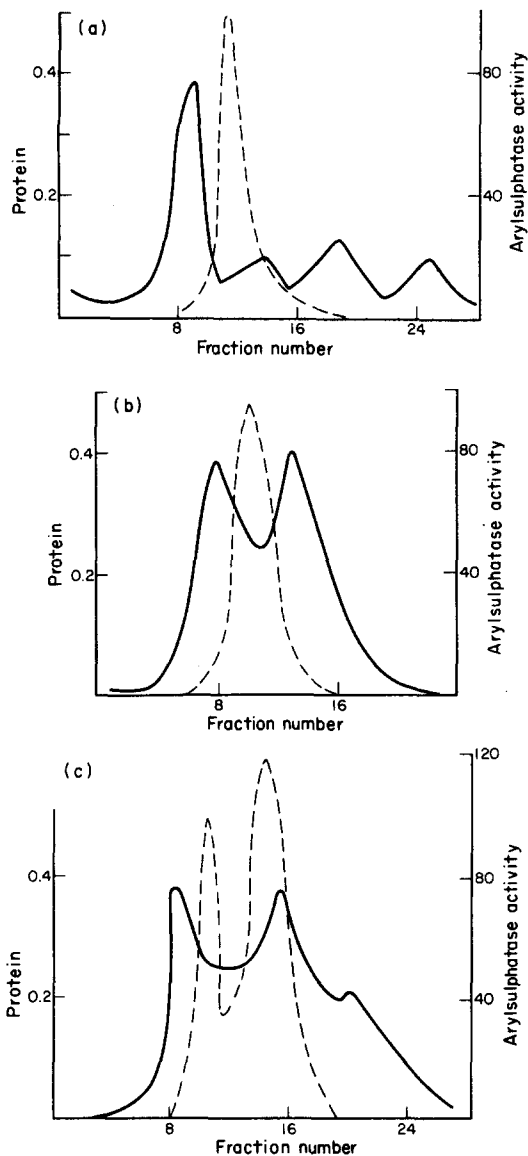 (a)
0.4
0.2
80
40
Protein
Arylsulphatase activity
8
16
24
Fraction number
(b)
0.4
0.2
80
40
Protein
Arylsulphatase activity
8
16
Fraction number
(c)
0.4
0.2
120
80
40
Protein
Arylsulphatase activity
8
16
24
Fraction number